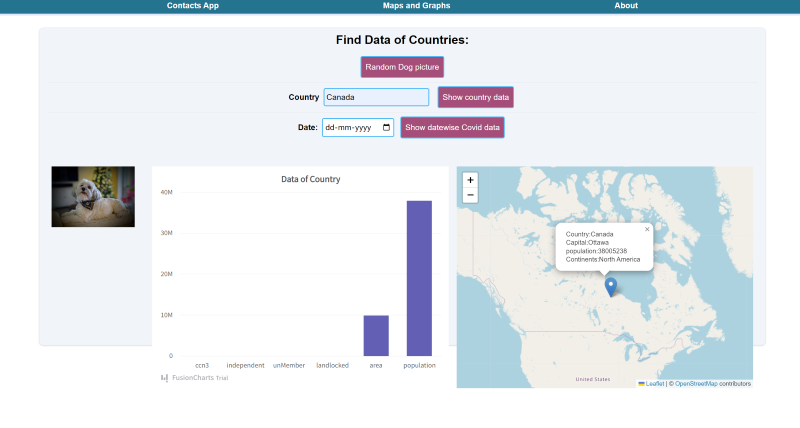 Contacts App
Maps and Graphs
About
Find Data of Countries:
Random Dog picture
Country
Canada
Show country data
Date:
dd-mm-yyyy
Show datewise Covid data
Data of Country
40M
30M
20M
10M
0
ccn3
independent
unMember
landlocked
area
population
FusionCharts Trial
+
−
×
Country:Canada
Capital:Ottawa
population:38005238
Continents:North America
United States
Leaflet | © OpenStreetMap contributors